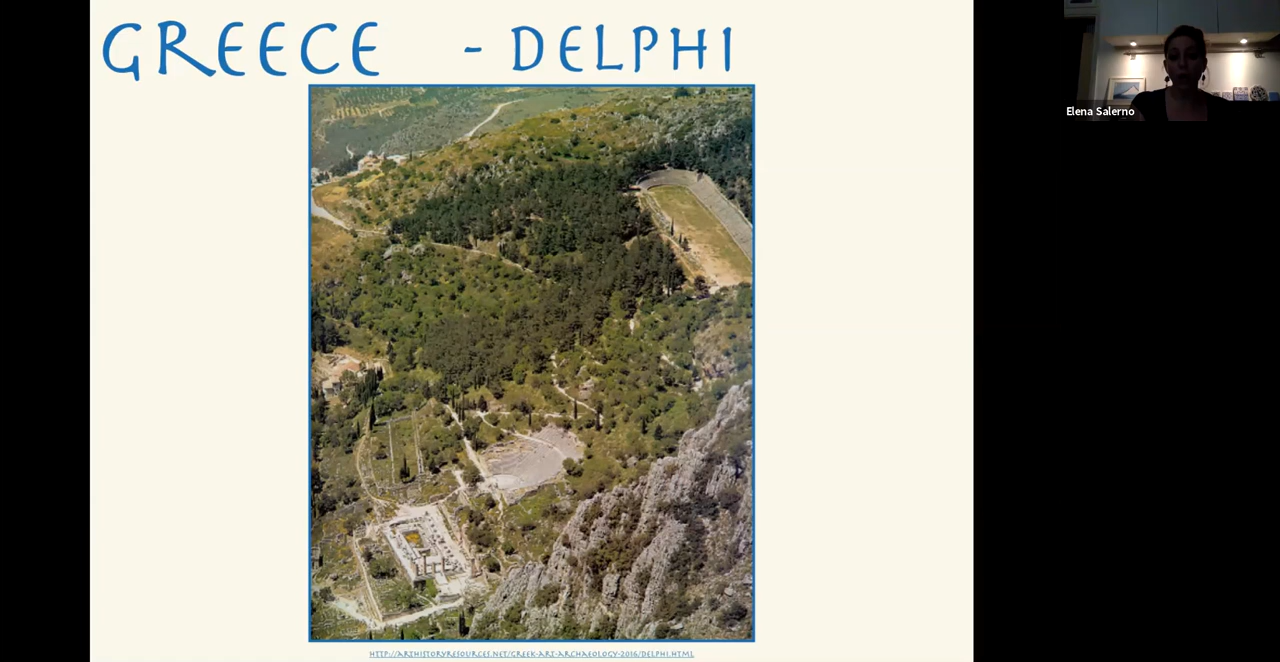 GREECE - DELPHI
Elena Salerno
HTTP://ARTHISTORYRESOURCES.NET/GREEK-ART-ARCHAEOLOGY-2016/DELPHI.HTML